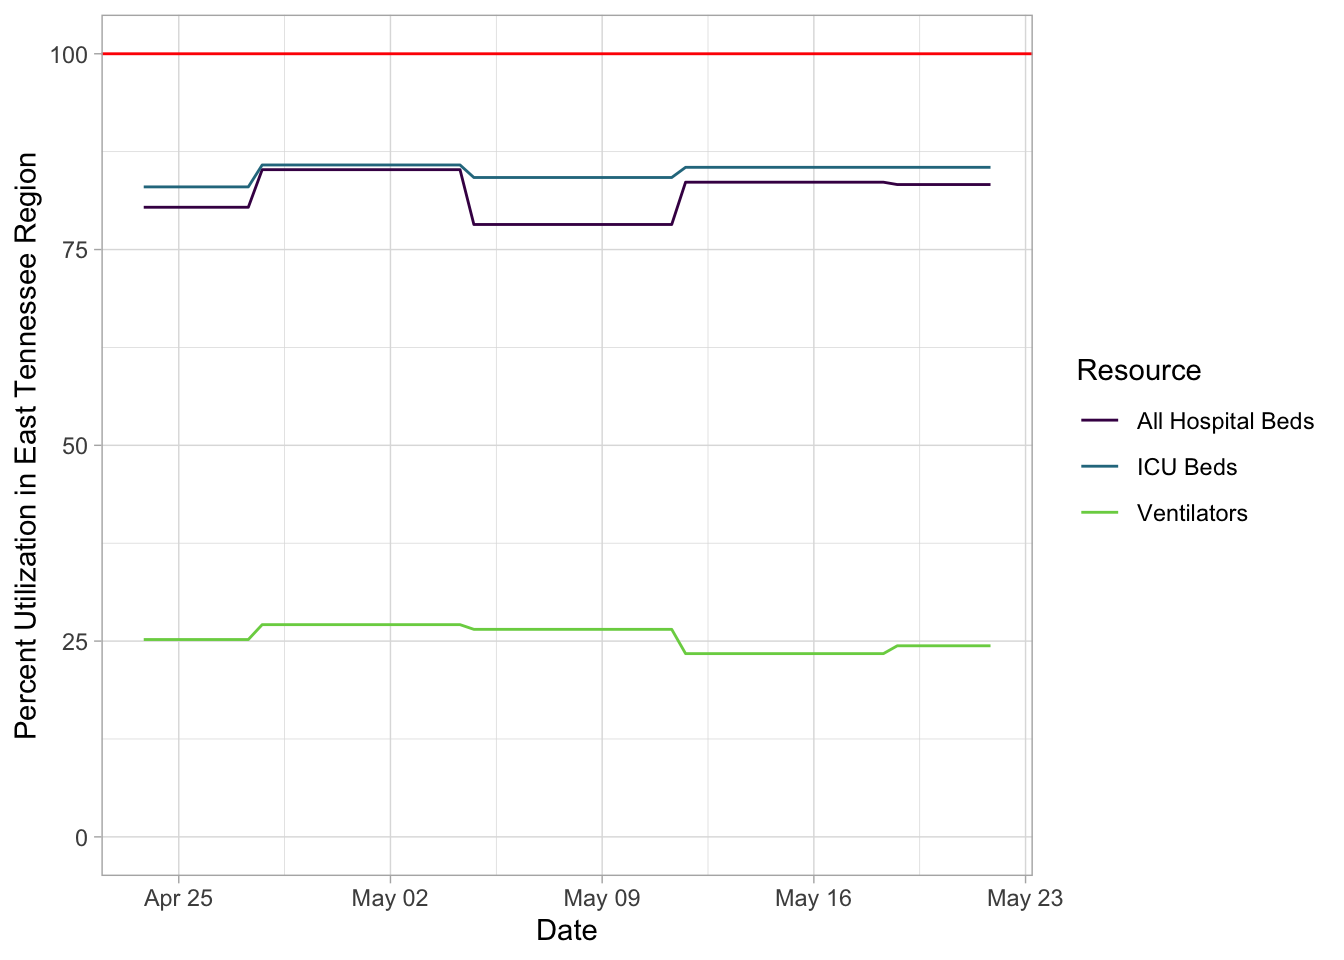 Percent Utilization in East Tennessee Region
100
75
50
25
0
Apr 25
May 02
May 09
May 16
May 23
Date
Resource
All Hospital Beds
ICU Beds
Ventilators